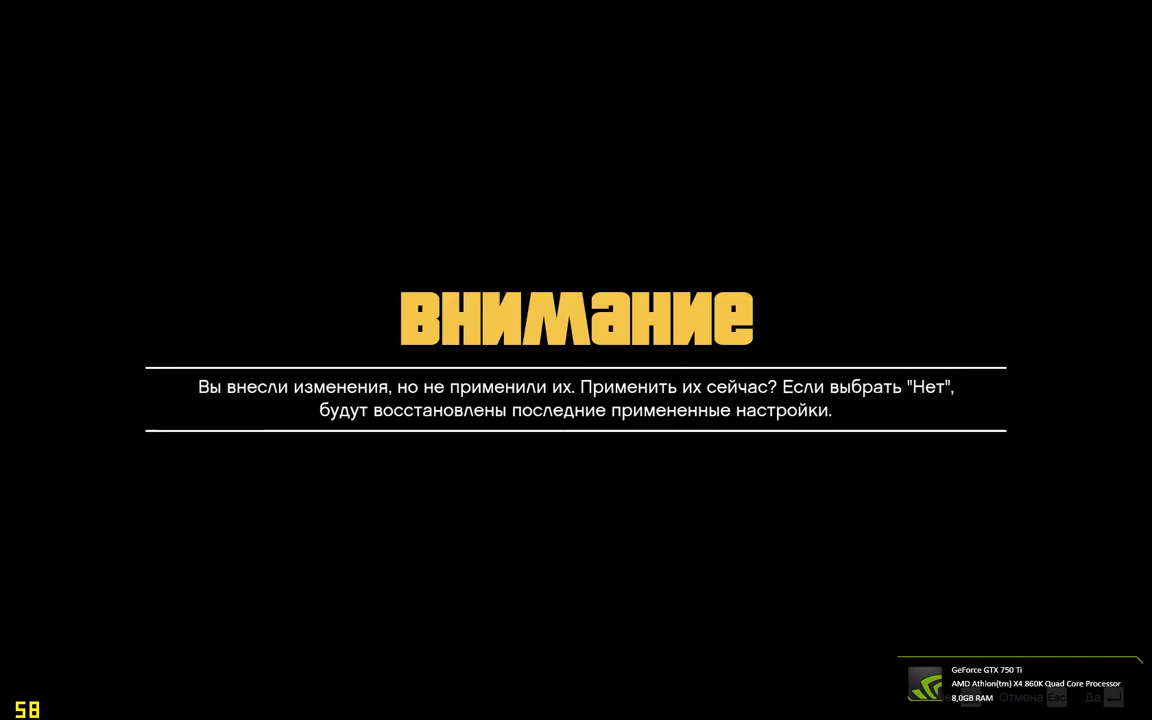 внимание
Вы внесли изменения, но не применили их. Применить их сейчас? Если выбрать "Нет",
будут восстановлены последние примененные настройки.
GeForce GTX 750 Ti
AMD Athlon(tm) X4 860K Quad Core Processor
8,0GB RAM
Отмена Esc Да
58